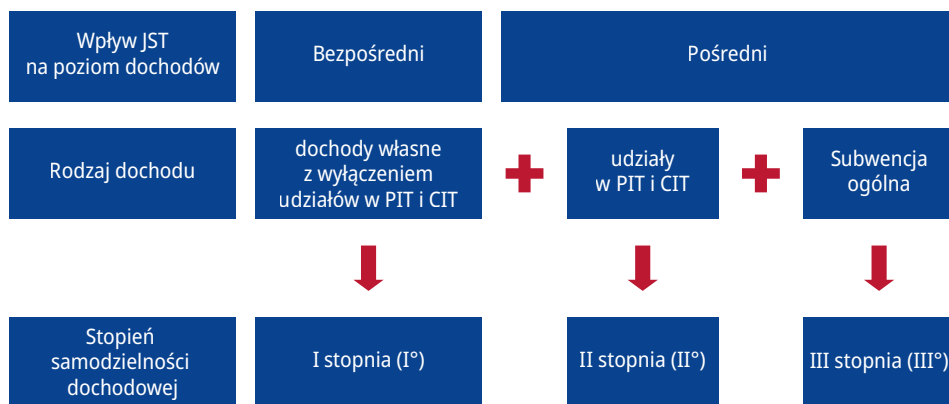 Wpływ JST
na poziom dochodów
Bezpośredni
Pośredni
Rodzaj dochodu
dochody własne
z wyłączeniem
udziałów w PIT i CIT
udziały
w PIT i CIT
Subwencja
ogólna
Stopień
samodzielności
dochodowej
I stopnia (I°)
II stopnia (II°)
III stopnia (III°)